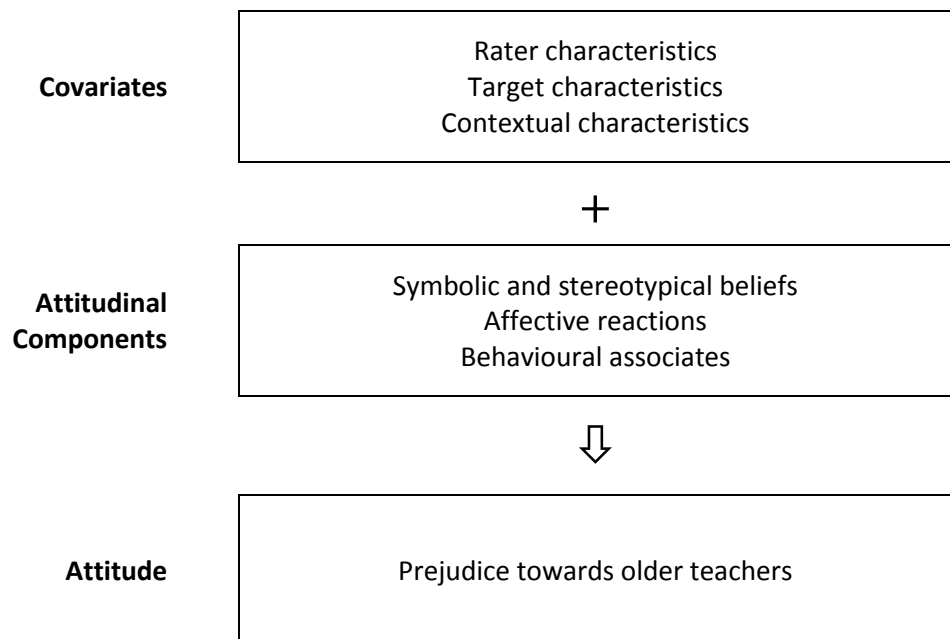 Covariates
Rater characteristics
Target characteristics
Contextual characteristics
+
Attitudinal
Components
Symbolic and stereotypical beliefs
Affective reactions
Behavioural associates
Attitude
Prejudice towards older teachers